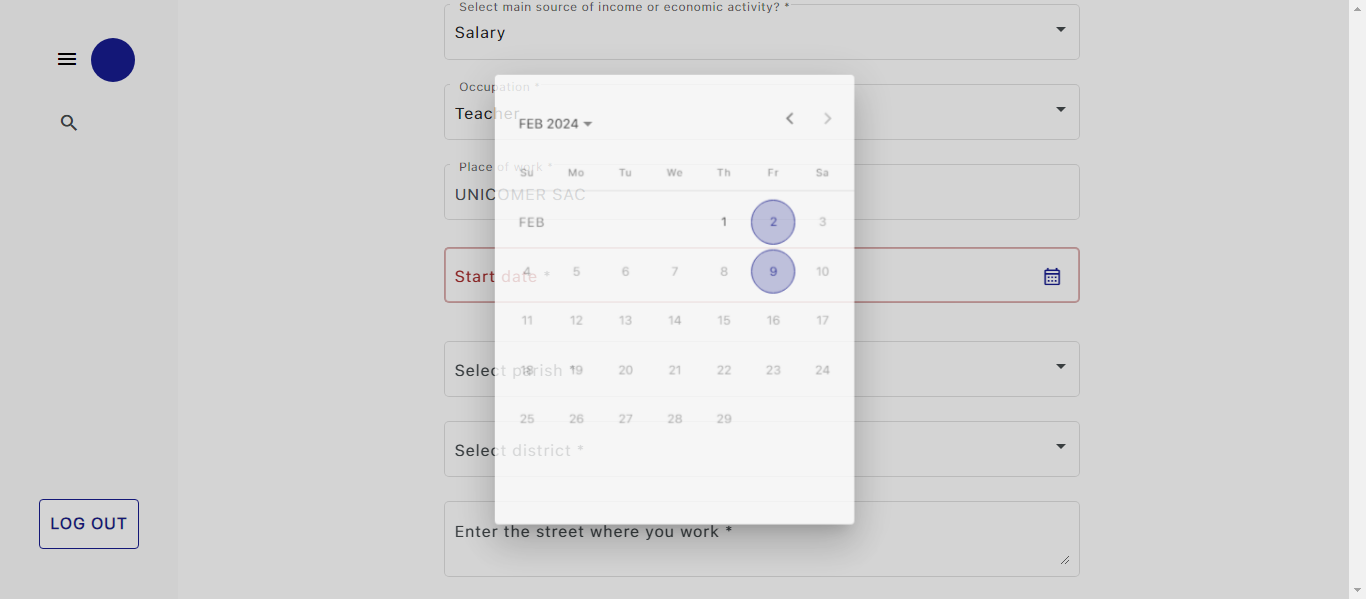 Select main source of income or economic activity? *
Salary
Occupation *
Teacher
FEB 2024
Place of work *
Su Mo Tu We Th Fr Sa
UNICOMER SAC
FEB 1 2 3
Start date *
4 5 6 7 8 9 10
11 12 13 14 15 16 17
Select parish *
18 19 20 21 22 23 24
25 26 27 28 29
Select district *
Enter the street where you work *
LOG OUT